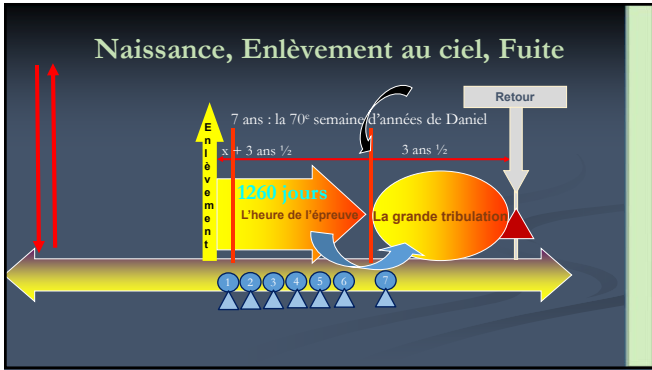 Naissance, Enlèvement au ciel, Fuite
Retour
7 ans : la 70e semaine d'années de Daniel
x + 3 ans ½
3 ans ½
Enlèvement
1260 jours
L'heure de l'épreuve
La grande tribulation
1 2 3 4 5 6 7